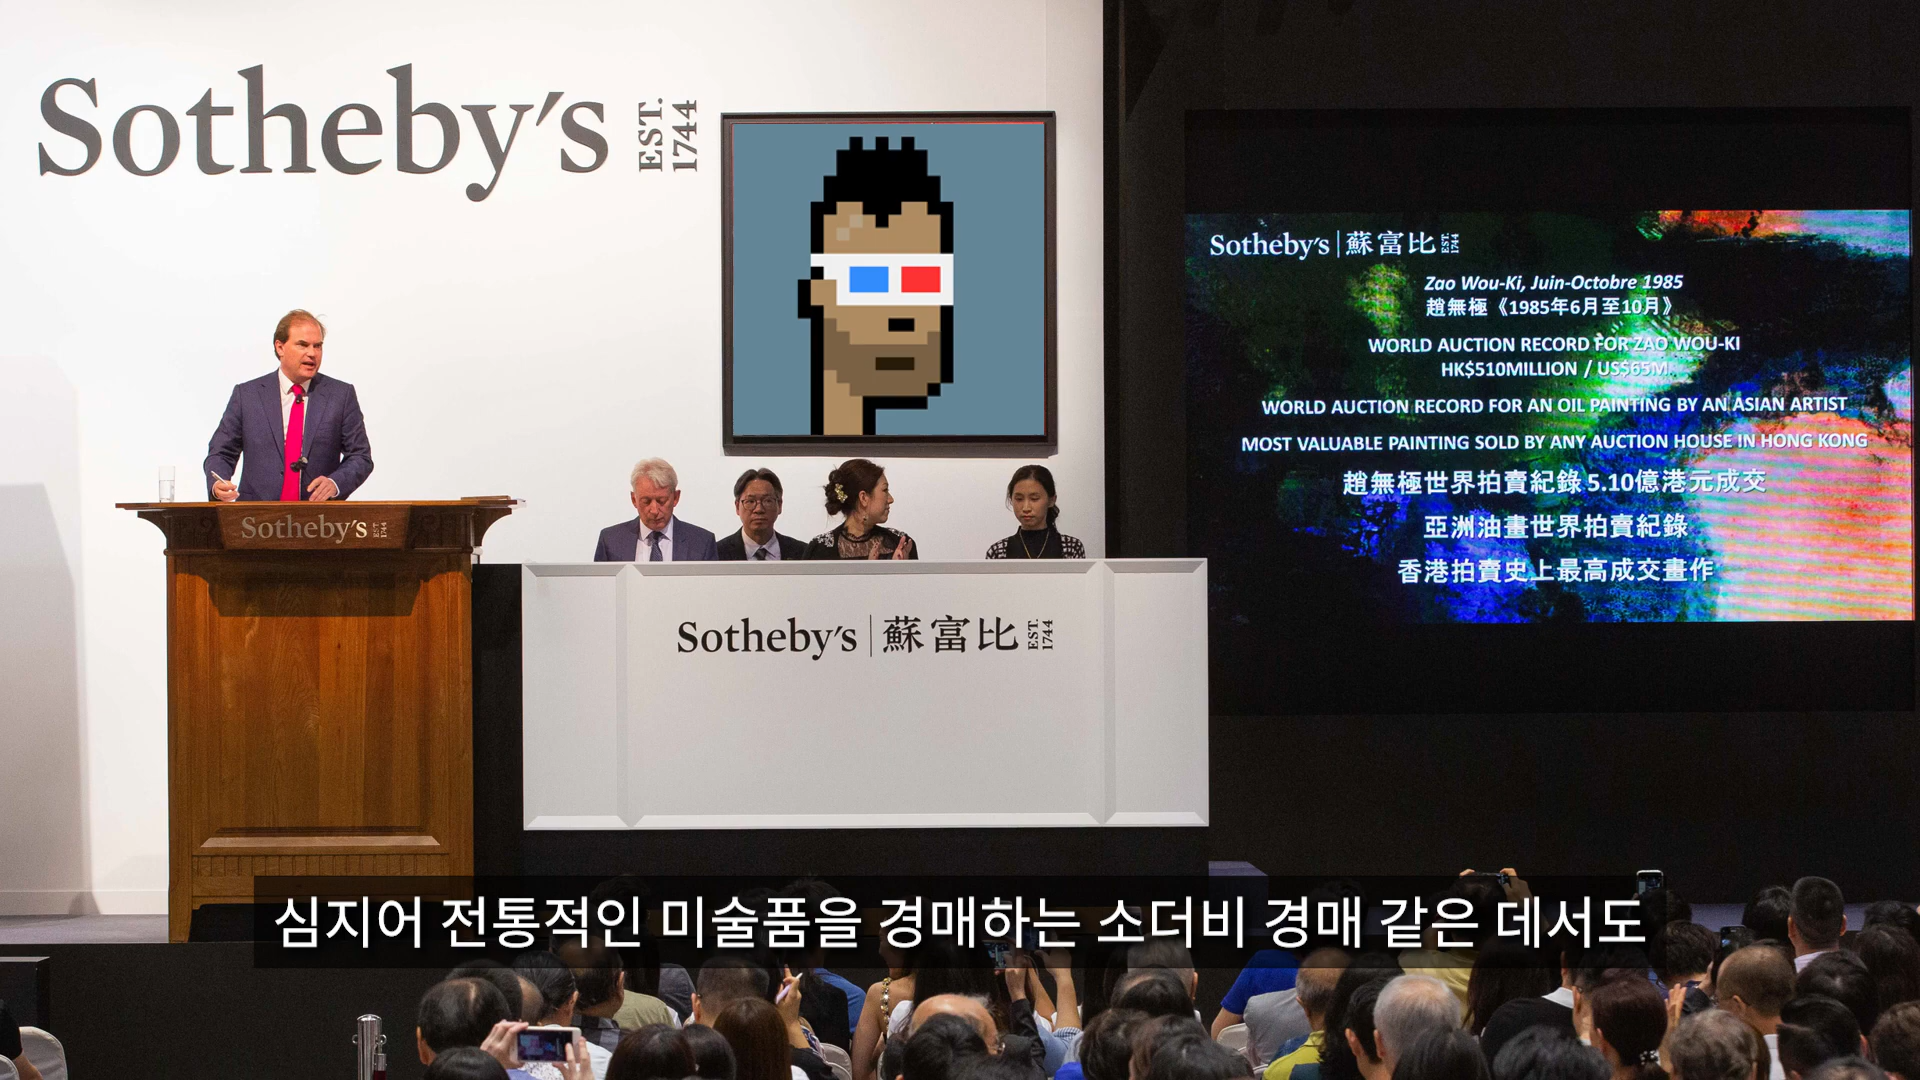 Sotheby's EST. 1744
Sotheby's 蘇富比 EST. 1744
Zao Wou-Ki, Juin-Octobre 1985
趙無極《1985年6月至10月》
WORLD AUCTION RECORD FOR ZAO WOU-KI
HK$510MILLION / US$65M
WORLD AUCTION RECORD FOR AN OIL PAINTING BY AN ASIAN ARTIST
MOST VALUABLE PAINTING SOLD BY ANY AUCTION HOUSE IN HONG KONG
趙無極世界拍賣紀錄 5.10億港元成交
亞洲油畫世界拍賣紀錄
香港拍賣史上最高成交畫作
Sotheby's EST. 1744
Sotheby's 蘇富比 EST. 1744
심지어 전통적인 미술품을 경매하는 소더비 경매 같은 데서도